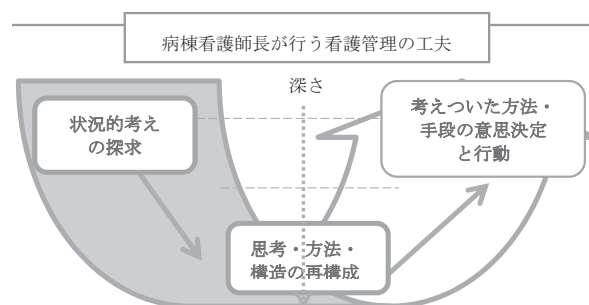 病棟看護師長が行う看護管理の工夫
深さ
状況的考え
の探求
考えついた方法・
手段の意思決定
と行動
思考・方法・
構造の再構成